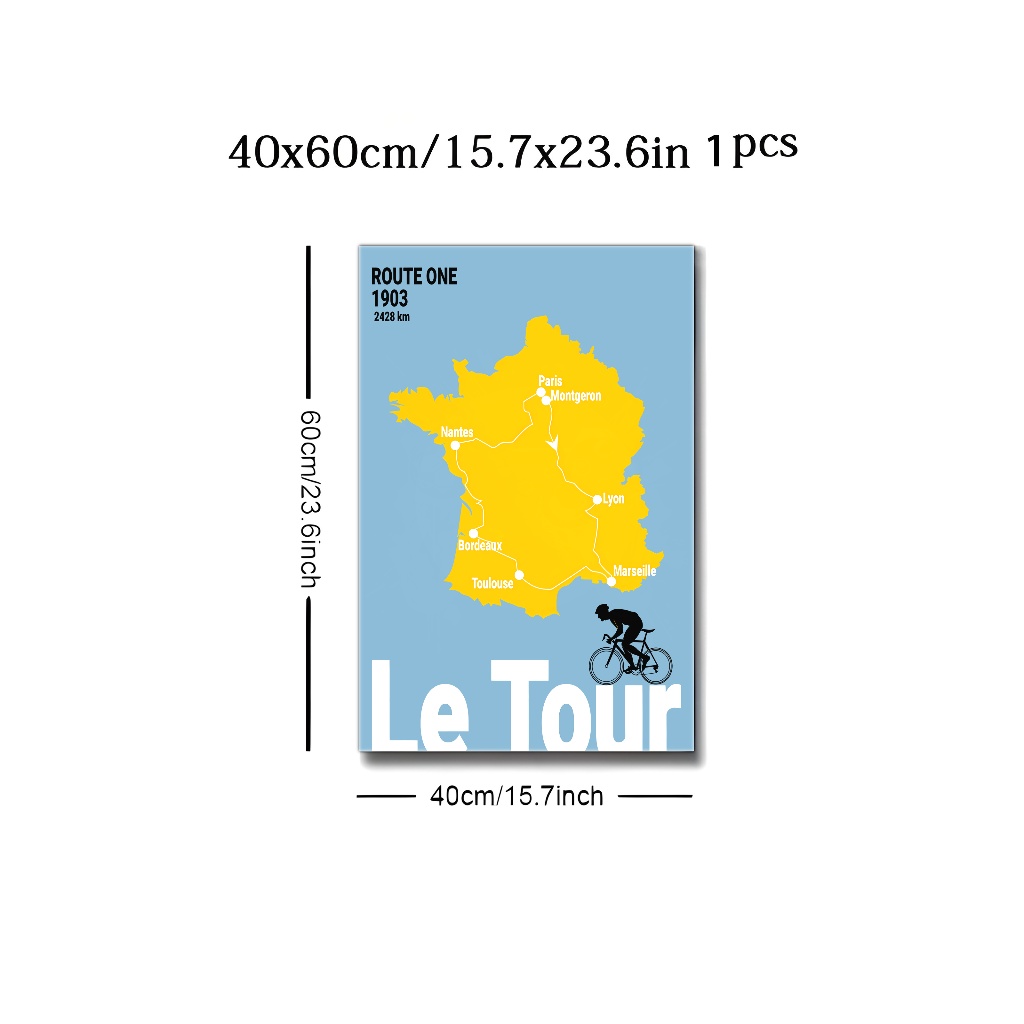 40x60cm/15.7x23.6in 1pcs
ROUTE ONE
1903
2428 km
Paris
Montgeron
Nantes
Lyon
Bordeaux
Marseille
Toulouse
Le Tour
60cm/23.6inch
40cm/15.7inch